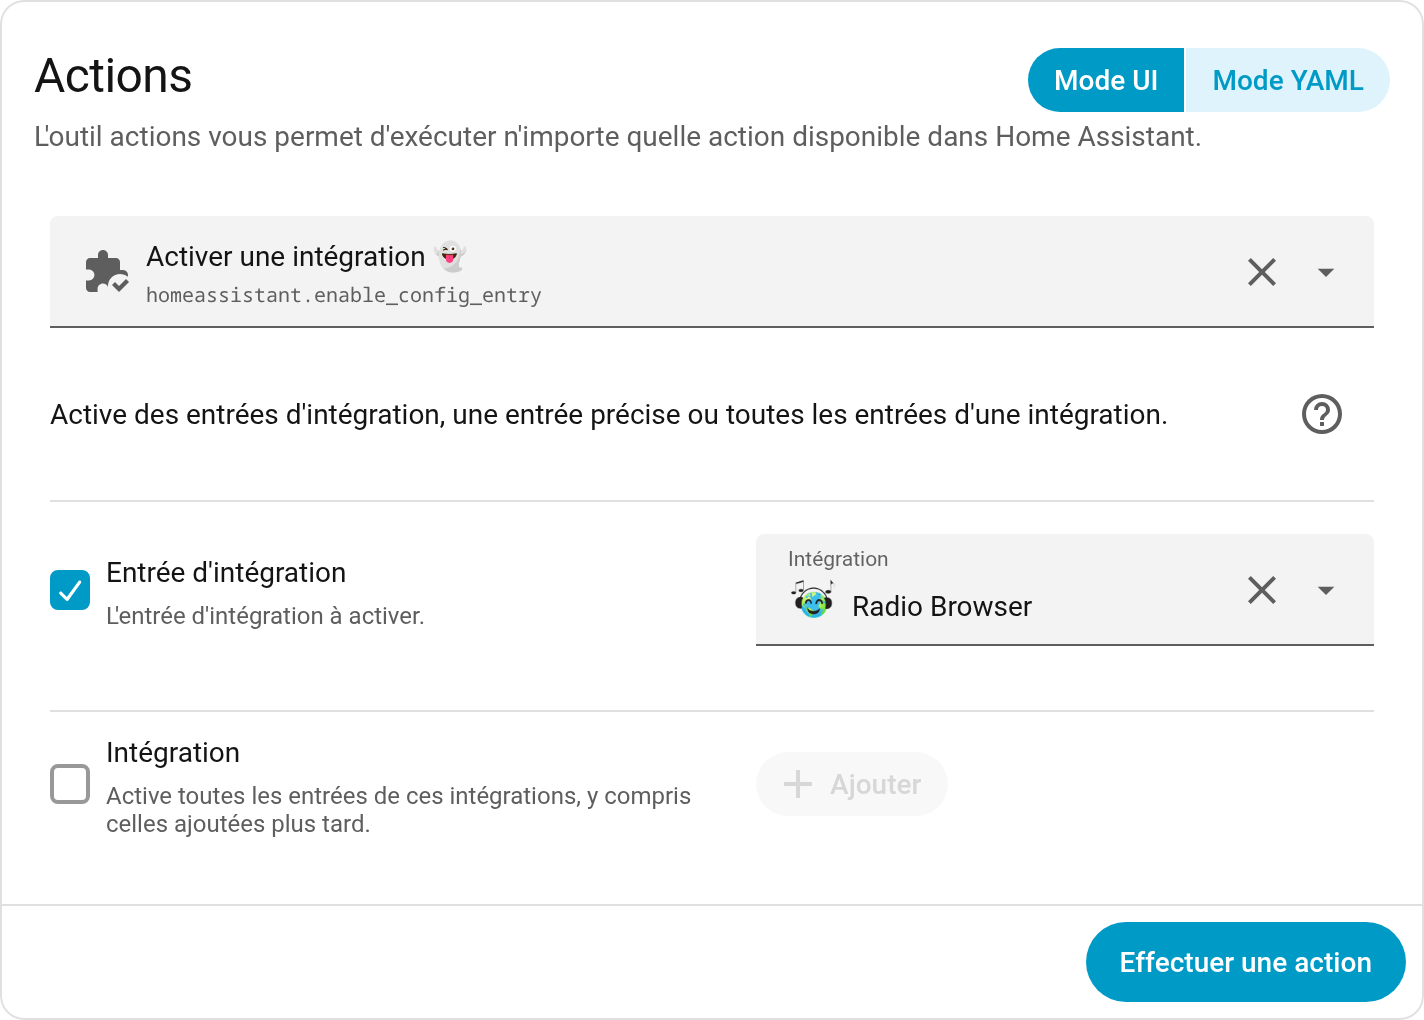 Actions
Mode UI
Mode YAML
L'outil actions vous permet d'exécuter n'importe quelle action disponible dans Home Assistant.
Activer une intégration 👻
homeassistant.enable_config_entry
Active des entrées d'intégration, une entrée précise ou toutes les entrées d'une intégration.
Entrée d'intégration
L'entrée d'intégration à activer.
Intégration
Radio Browser
Intégration
Active toutes les entrées de ces intégrations, y compris
celles ajoutées plus tard.
Ajouter
Effectuer une action